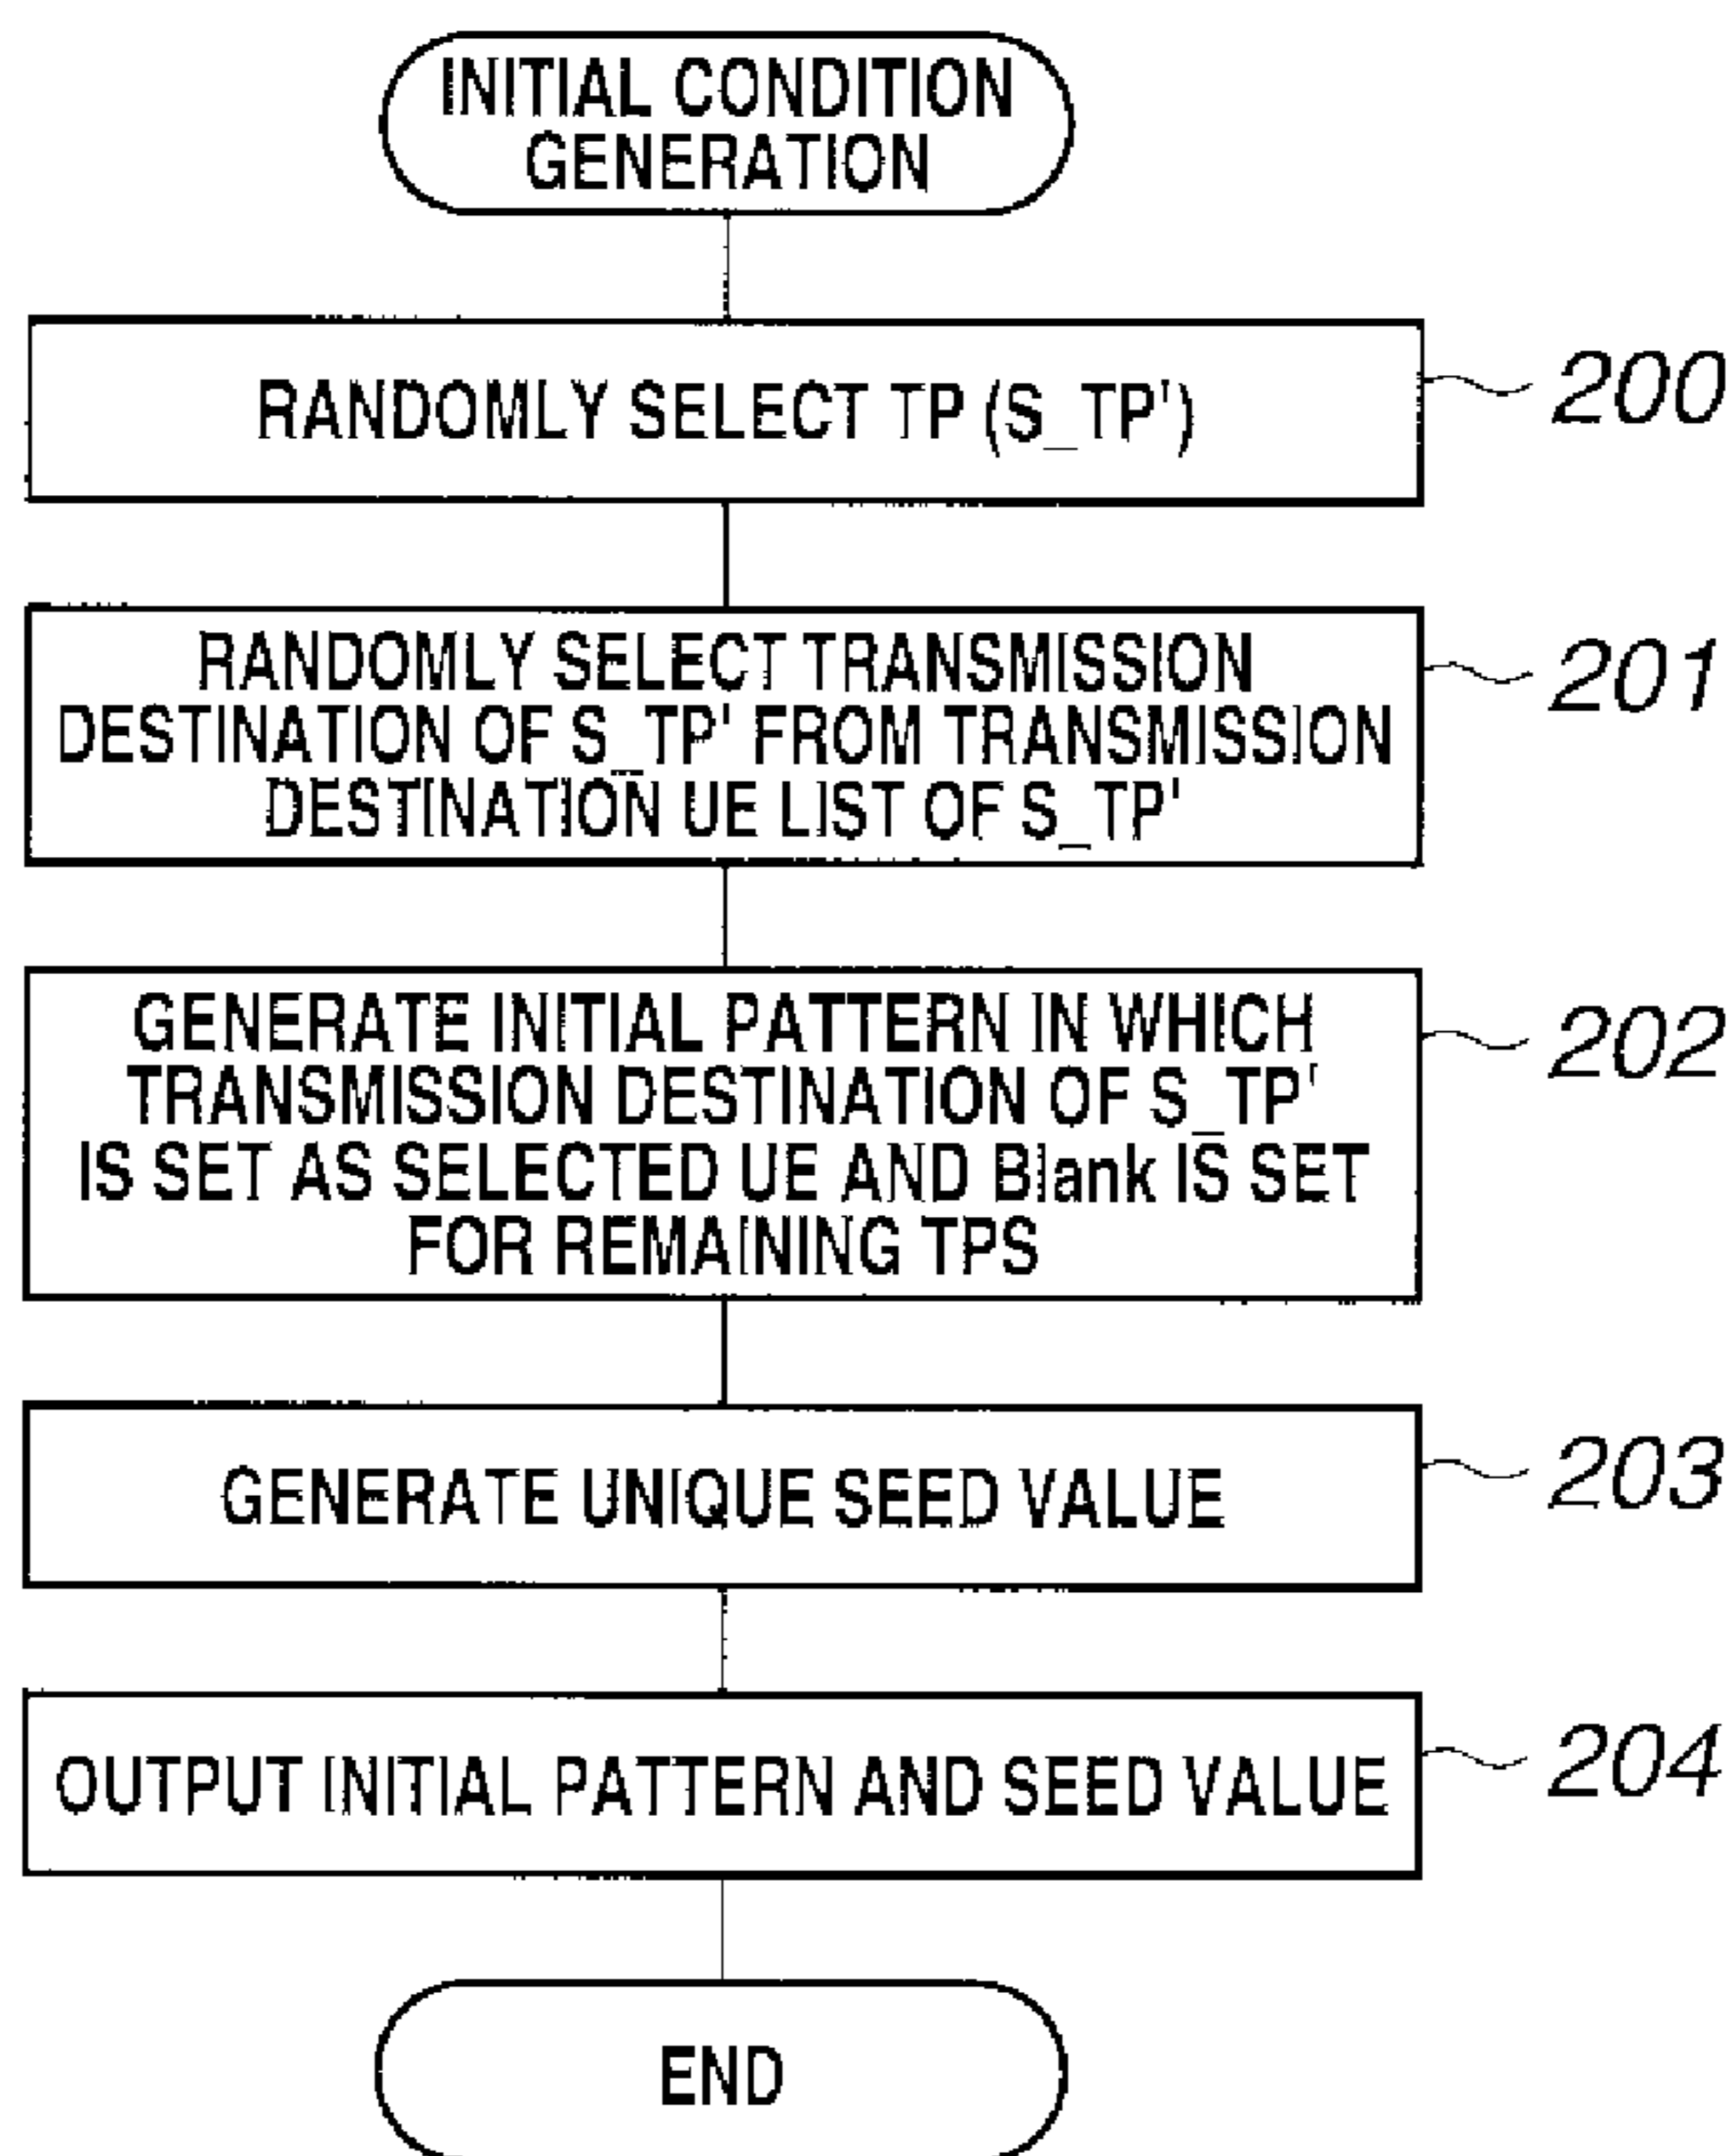 INITIAL CONDITION
GENERATION
RANDOMLY SELECT TP (S_TP')
200
RANDOMLY SELECT TRANSMISSION
DESTINATION OF S_TP' FROM TRANSMISSION
DESTINATION UE LIST OF S_TP'
201
GENERATE INITIAL PATTERN IN WHICH
TRANSMISSION DESTINATION OF S_TP'
IS SET AS SELECTED UE AND Blank IS SET
FOR REMAINING TPS
202
GENERATE UNIQUE SEED VALUE
203
OUTPUT INITIAL PATTERN AND SEED VALUE
204
END